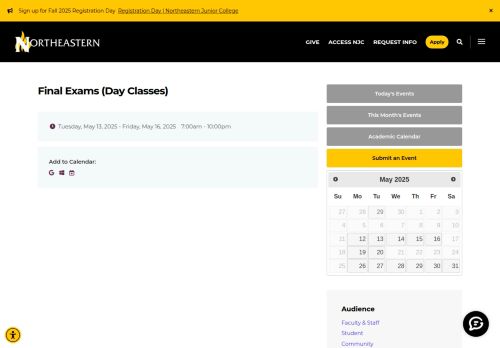 Sign up for Fall 2025 Registration Day Registration Day | Northeastern Junior College ×
NORTHEASTERN
GIVE ACCESS NJC REQUEST INFO Apply
Final Exams (Day Classes)
Tuesday, May 13, 2025 - Friday, May 16, 2025 7:00am - 10:00pm
Add to Calendar:
Today's Events
This Month's Events
Academic Calendar
Submit an Event
May 2025
Su Mo Tu We Th Fr Sa
27 28 29 30 1 2 3
4 5 6 7 8 9 10
11 12 13 14 15 16 17
18 19 20 21 22 23 24
25 26 27 28 29 30 31
Audience
Faculty & Staff
Student
Community